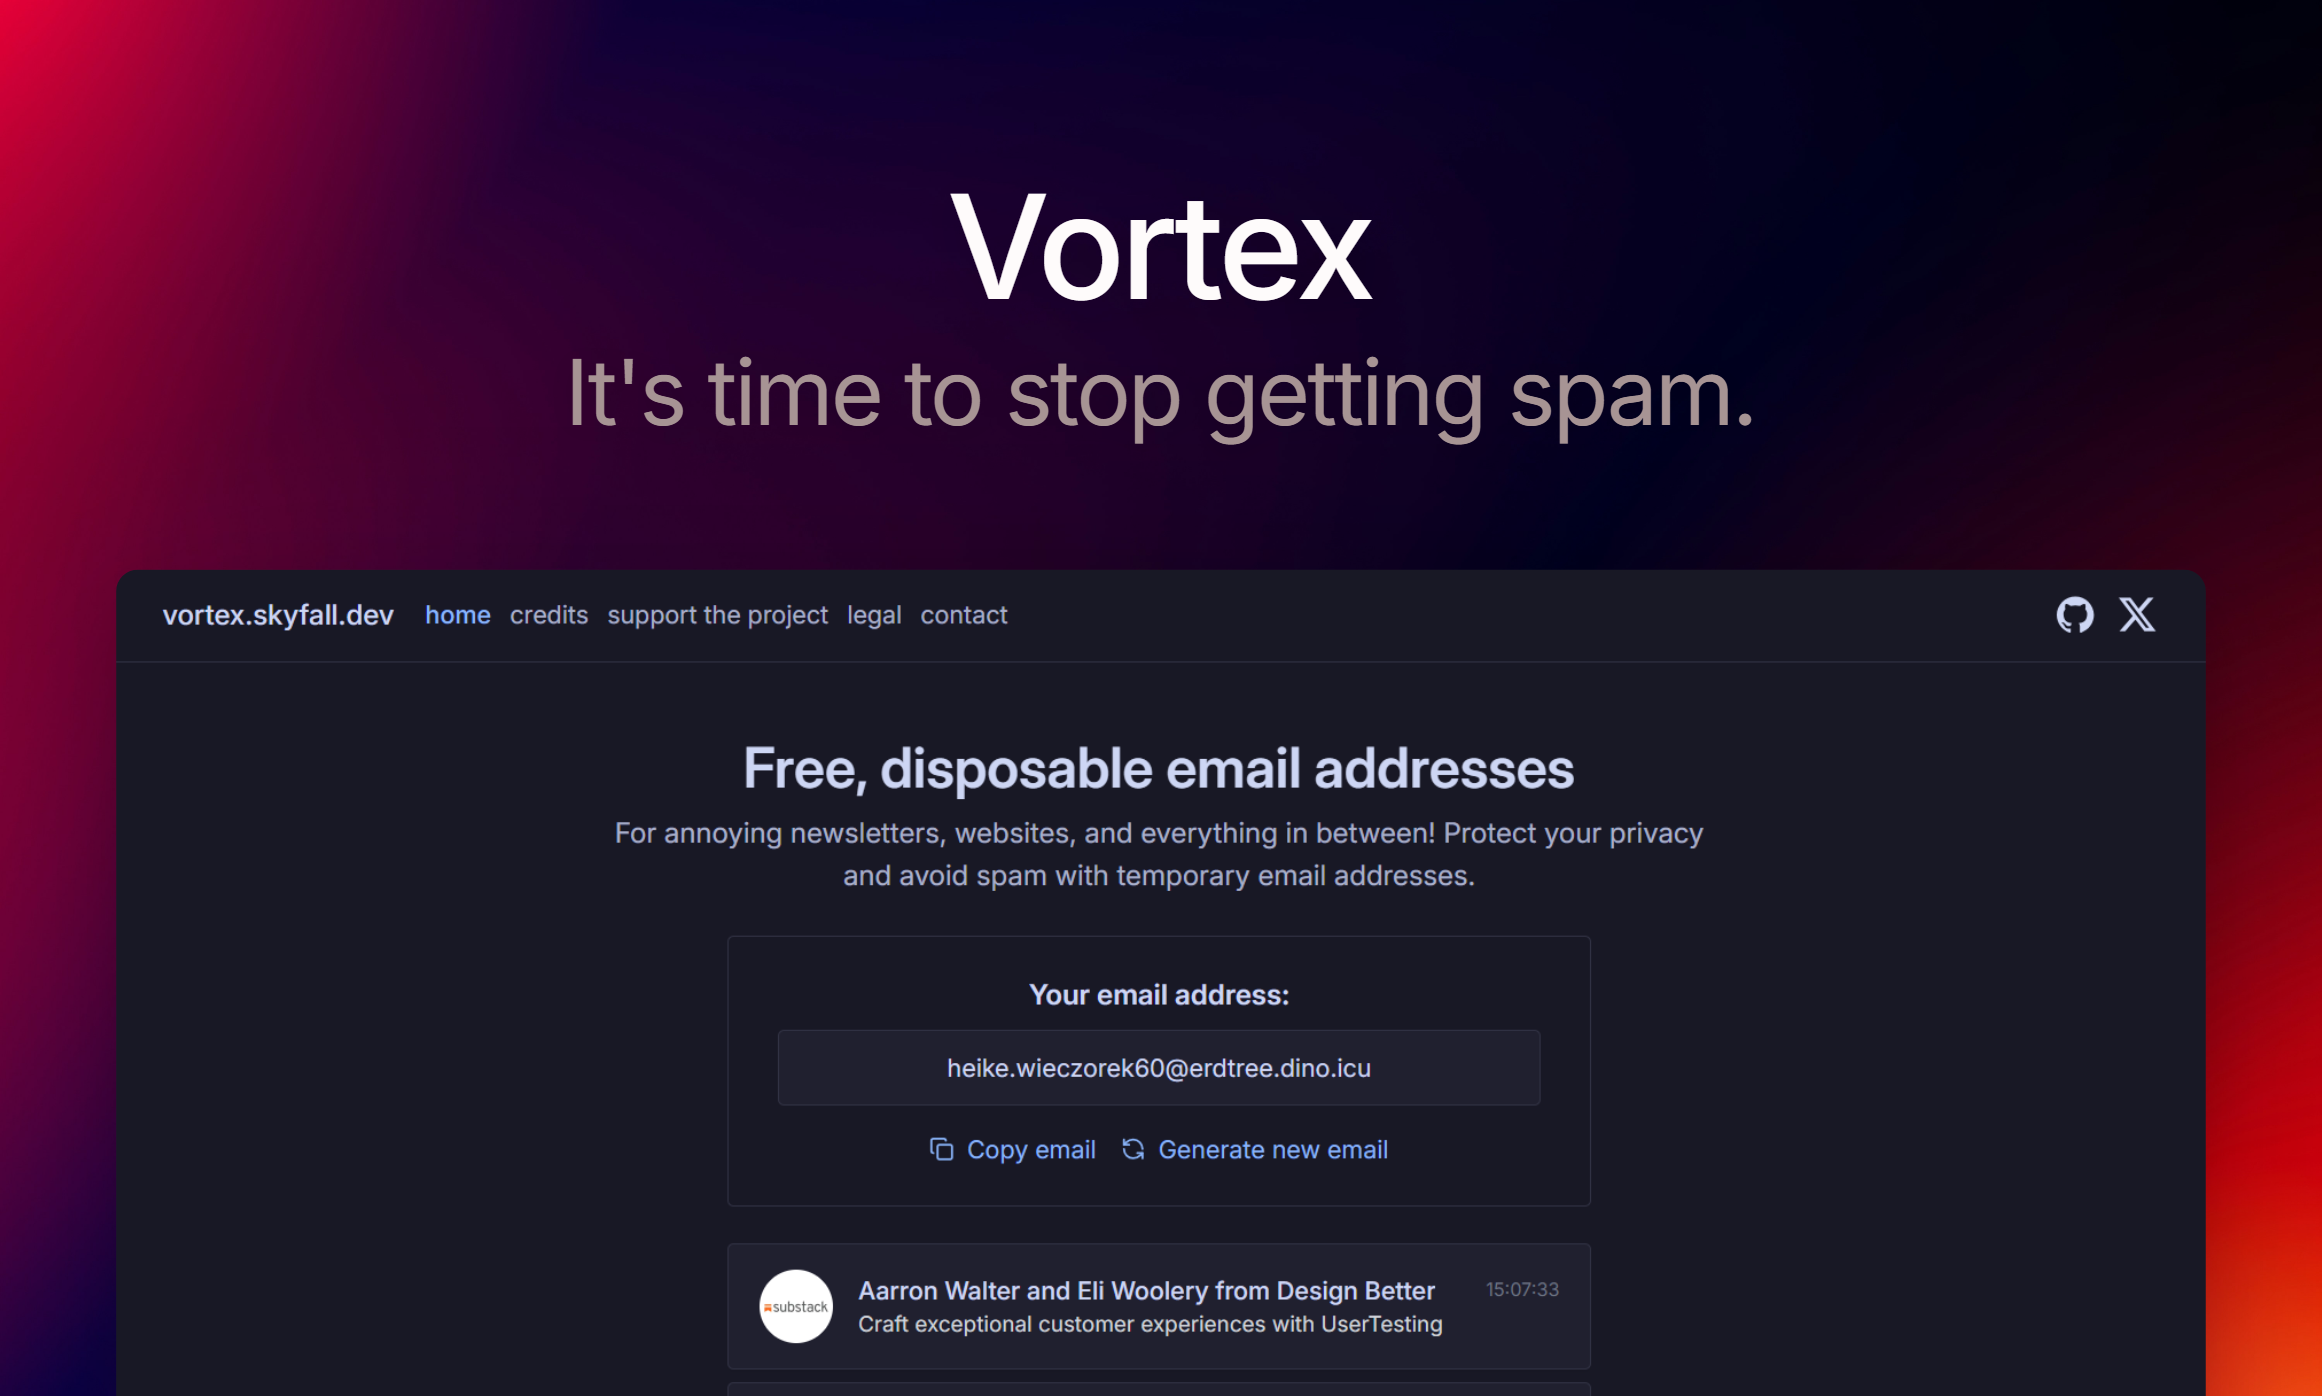 Vortex
It's time to stop getting spam.
vortex.skyfall.dev home credits support the project legal contact
Free, disposable email addresses
For annoying newsletters, websites, and everything in between! Protect your privacy
and avoid spam with temporary email addresses.
Your email address:
heike.wieczorek60@erdtree.dino.icu
Copy email Generate new email
substack
Aarron Walter and Eli Woolery from Design Better 15:07:33
Craft exceptional customer experiences with UserTesting